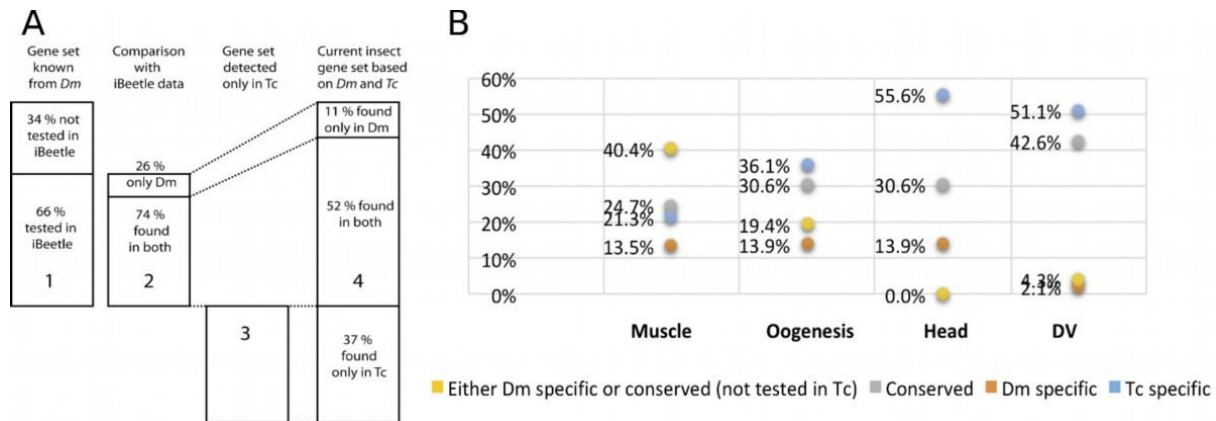 A
Gene set
known
from Dm
Comparison
with
iBeetle data
Gene set
detected
only in Tc
Current insect
gene set based
on Dm and Tc
34 % not
tested in
iBeetle
66 %
tested in
iBeetle
1
26 %
only Dm
74 %
found
in both
2
3
11 % found
only in Dm
52 % found
in both
4
37 %
found
only in Tc
B
60%
50%
40%
30%
20%
10%
0%
40.4%
24.7%
21.3%
13.5%
36.1%
30.6%
19.4%
13.9%
55.6%
30.6%
13.9%
0.0%
51.1%
42.6%
4.3%
2.1%
Muscle Oogenesis Head DV
Either Dm specific or conserved (not tested in Tc) Conserved Dm specific Tc specific